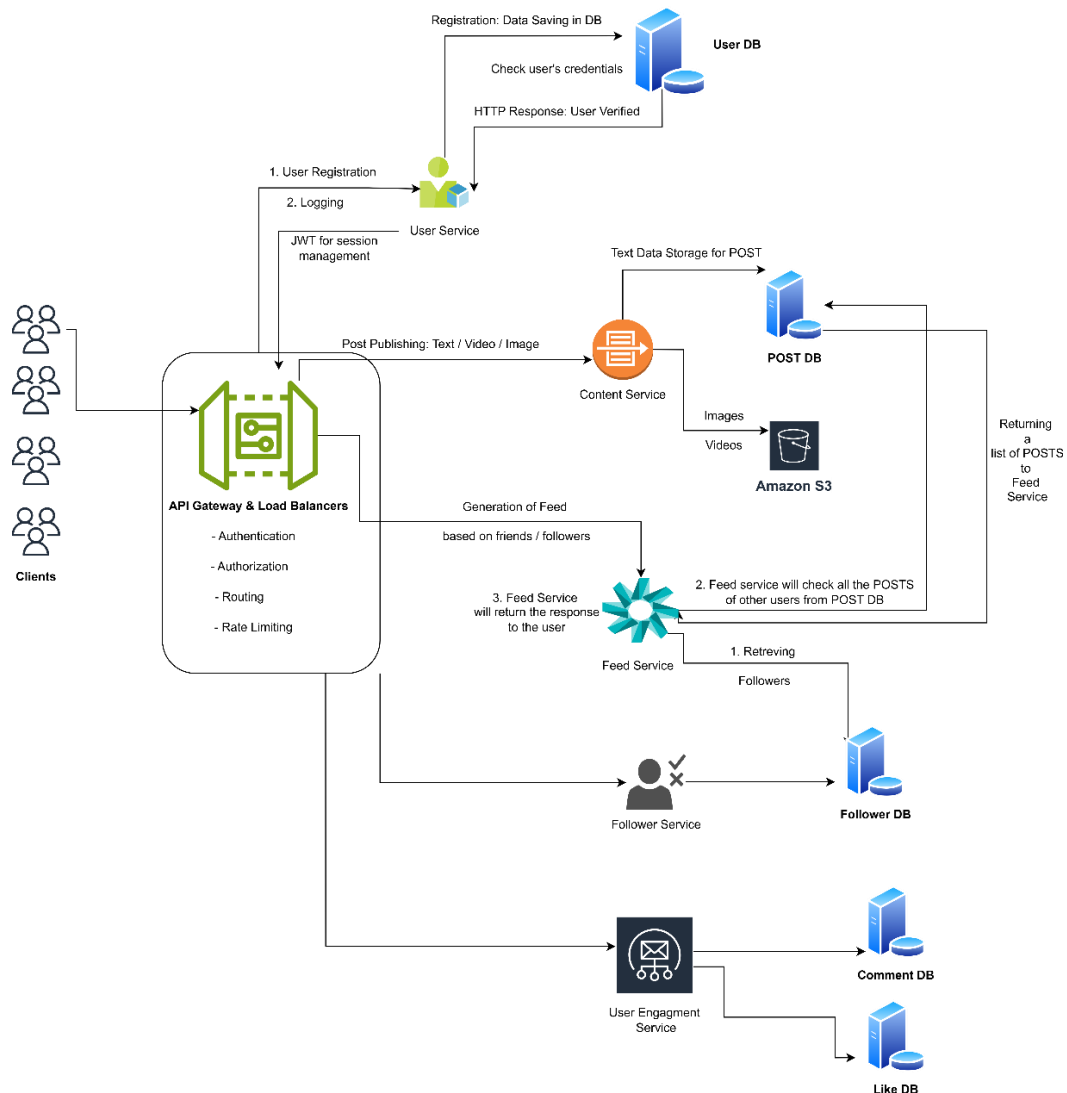 Registration: Data Saving in DB
User DB
Check user's credentials
HTTP Response: User Verified
1. User Registration
2. Logging
User Service
JWT for session
management
Text Data Storage for POST
Post Publishing: Text / Video / Image
POST DB
Content Service
Images
Videos
Amazon S3
Returning
a
list of POSTS
to
Feed
Service
API Gateway & Load Balancers
- Authentication
- Authorization
- Routing
- Rate Limiting
Clients
Generation of Feed
based on friends / followers
2. Feed service will check all the POSTS
of other users from POST DB
3. Feed Service
will return the response
to the user
Feed Service
1. Retreving
Followers
Follower Service
Follower DB
Comment DB
User Engagment
Service
Like DB